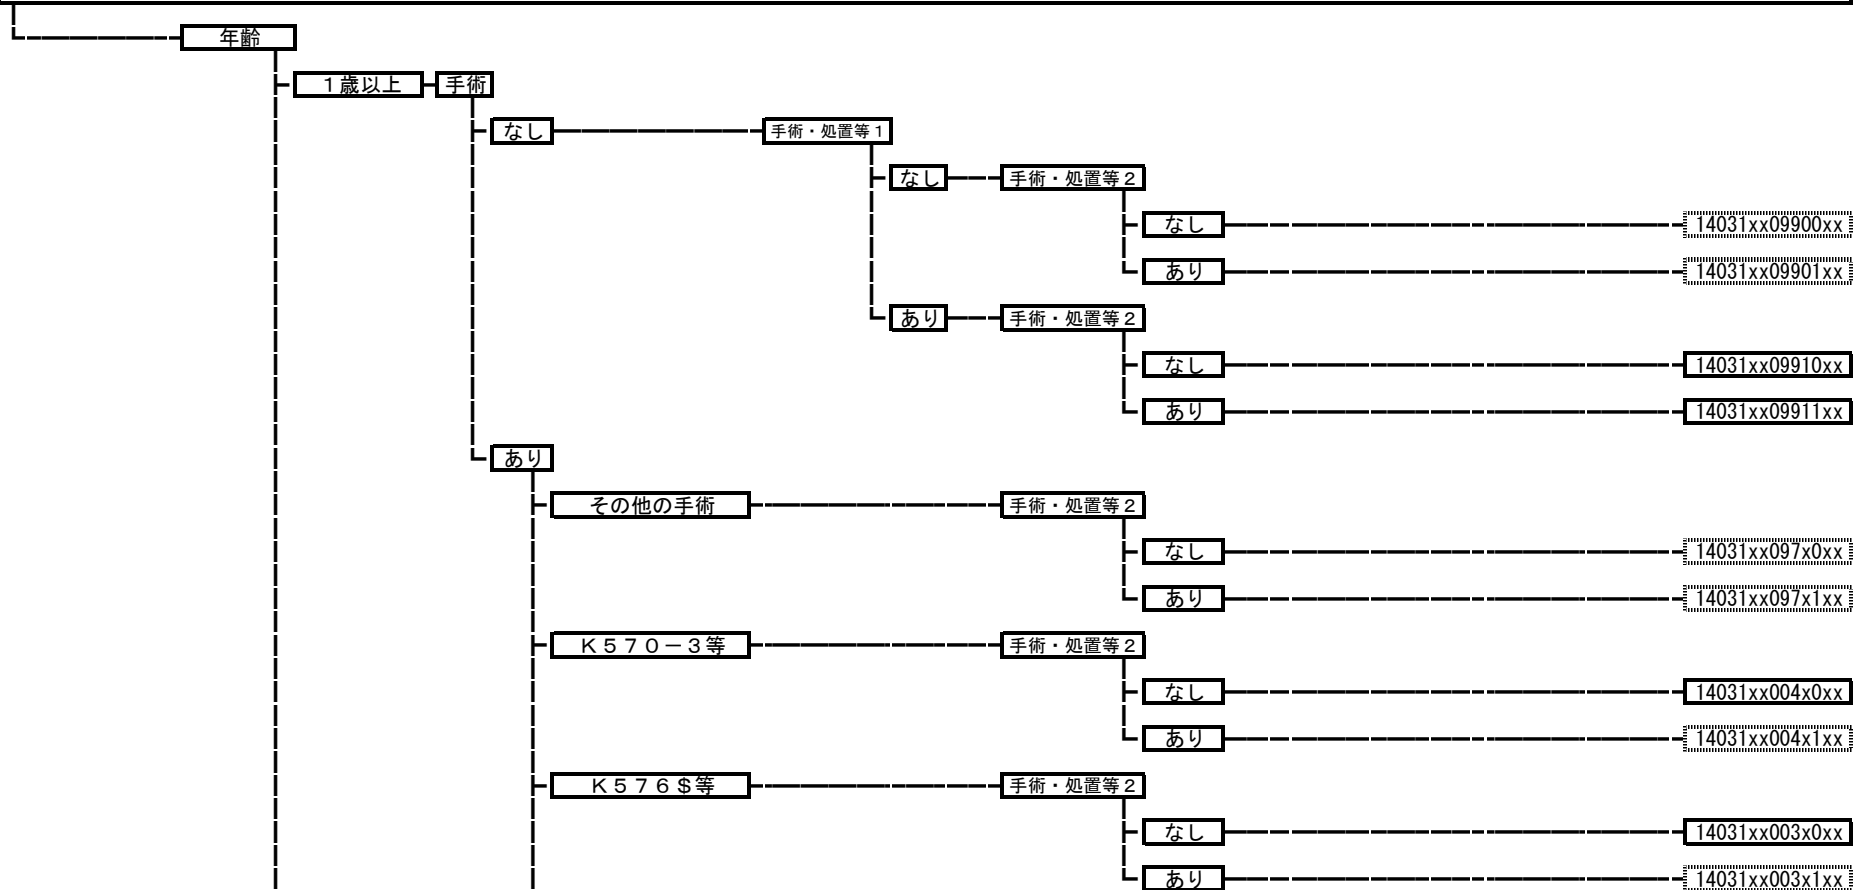 年齢
１歳以上 手術
なし 手術・処置等１
なし 手術・処置等２
なし 14031xx09900xx
あり 14031xx09901xx
あり 手術・処置等２
なし 14031xx09910xx
あり 14031xx09911xx
あり
その他の手術 手術・処置等２
なし 14031xx097x0xx
あり 14031xx097x1xx
Ｋ５７０－３等 手術・処置等２
なし 14031xx004x0xx
あり 14031xx004x1xx
Ｋ５７６＄等 手術・処置等２
なし 14031xx003x0xx
あり 14031xx003x1xx